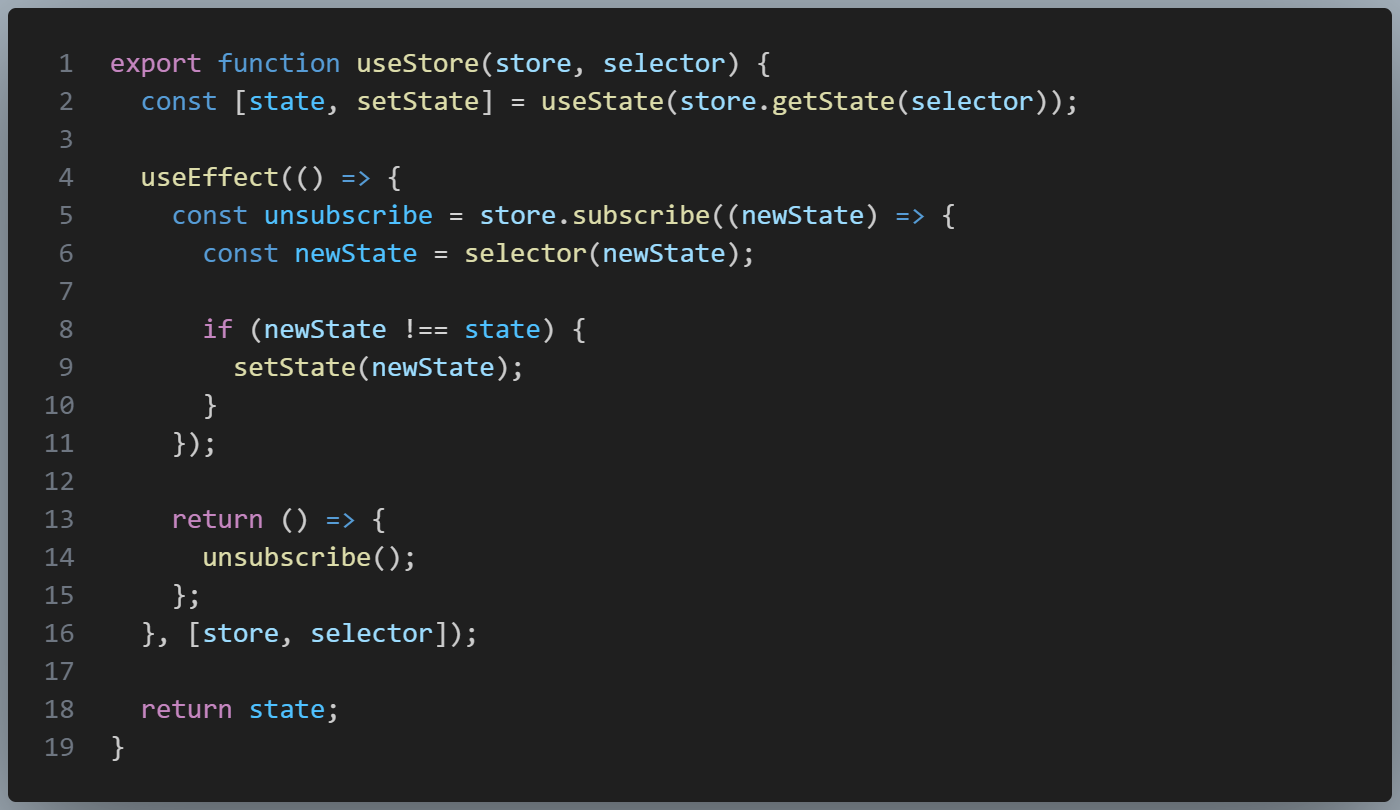 1 export function useStore(store, selector) {
2   const [state, setState] = useState(store.getState(selector));
3
4   useEffect(() => {
5     const unsubscribe = store.subscribe((newState) => {
6       const newState = selector(newState);
7
8       if (newState !== state) {
9         setState(newState);
10       }
11     });
12
13     return () => {
14       unsubscribe();
15     };
16   }, [store, selector]);
17
18   return state;
19 }